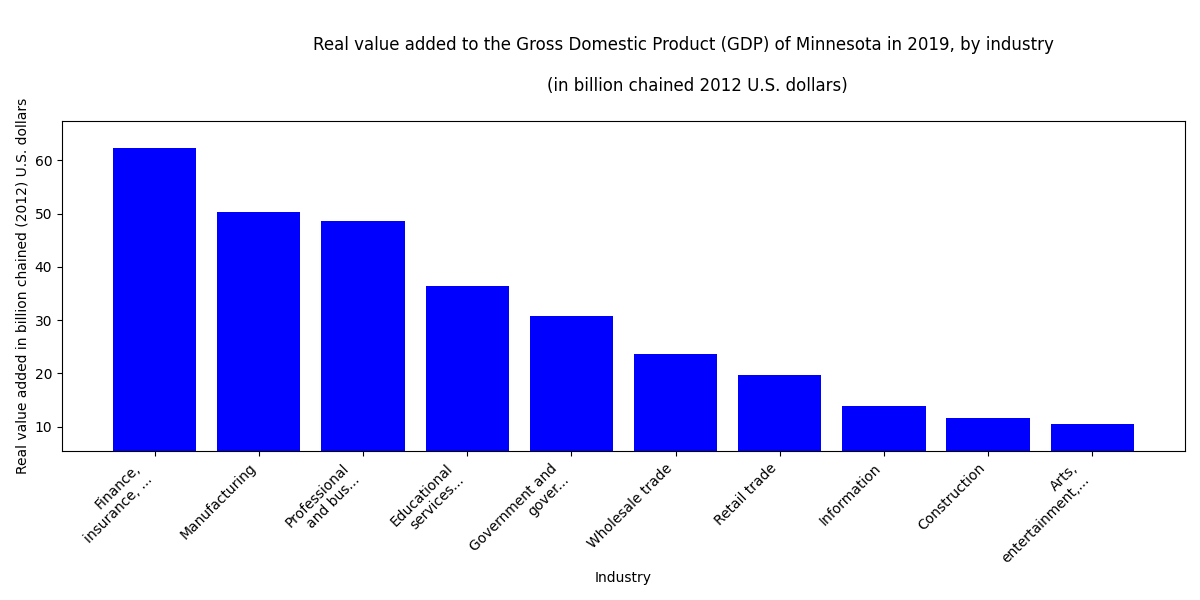 Real value added to the Gross Domestic Product (GDP) of Minnesota in 2019, by industry
(in billion chained 2012 U.S. dollars)
Real value added in billion chained (2012) U.S. dollars
60
50
40
30
20
10
Finance,
insurance, ...
Manufacturing
Professional
and bus...
Educational
services...
Government and
gover...
Wholesale trade
Retail trade
Information
Construction
Arts,
entertainment,...
Industry